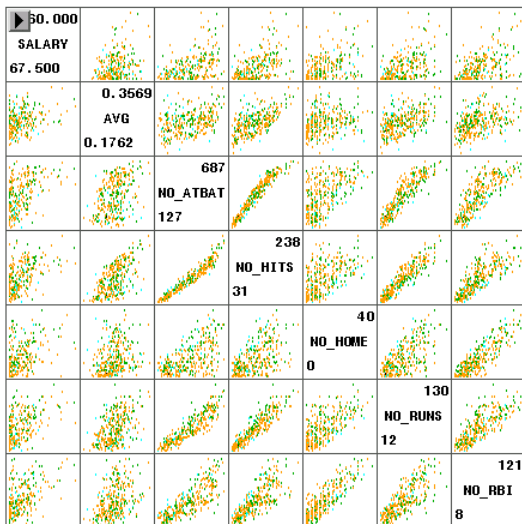 60.000
SALARY
67.500
0.3569
AVG
0.1762
687
NO_ATBAT
127
238
NO_HITS
31
40
NO_HOME
0
130
NO_RUNS
12
121
NO_RBI
8